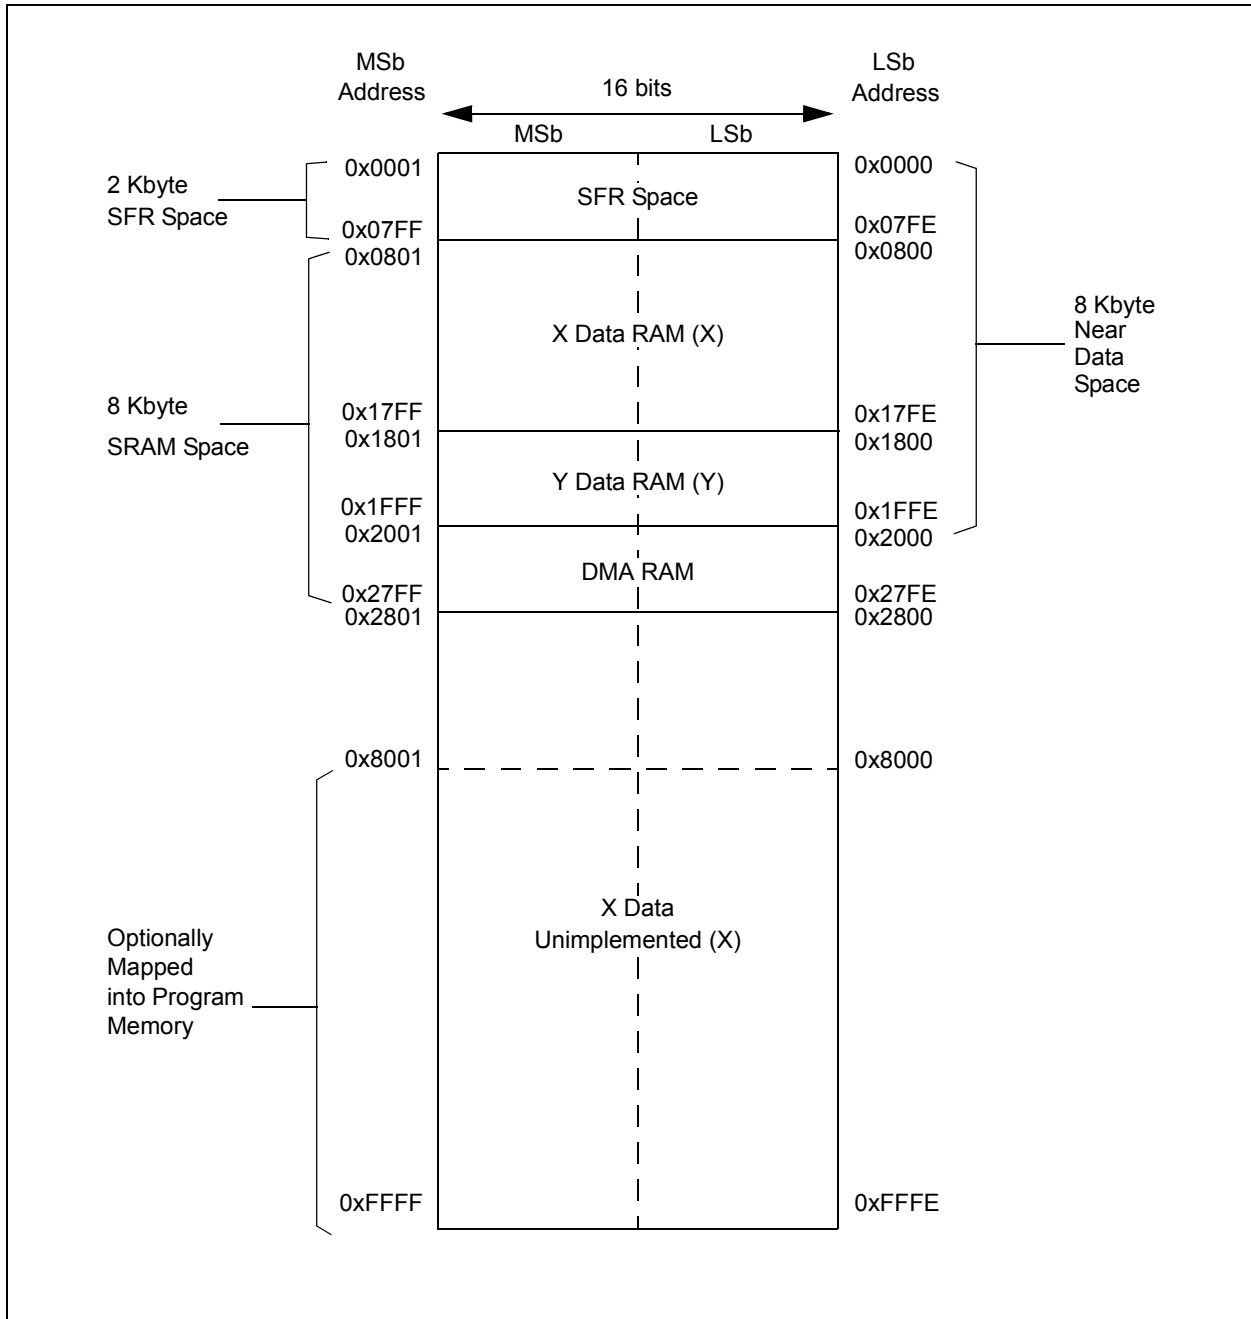 MSb
Address
LSb
Address
16 bits
MSb
LSb
0x0001
0x0000
2 Kbyte
SFR Space
SFR Space
0x07FF
0x07FE
0x0801
0x0800
X Data RAM (X)
8 Kbyte
Near
Data
Space
8 Kbyte
SRAM Space
0x17FF
0x17FE
0x1801
0x1800
Y Data RAM (Y)
0x1FFF
0x1FFE
0x2001
0x2000
DMA RAM
0x27FF
0x27FE
0x2801
0x2800
0x8001
0x8000
X Data
Unimplemented (X)
Optionally
Mapped
into Program
Memory
0xFFFF
0xFFFE